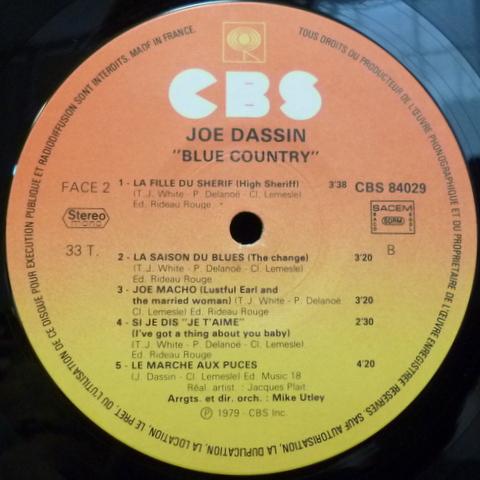 TOUS DROITS DU PRODUCTEUR DE L'ŒUVRE PHONOGRAPHIQUE ET DU PROPRIETAIRE DE L'ŒUVRE ENREGISTREE RESERVES. SAUF AUTORISATION, LA DUPLICATION, LA LOCATION, LE PRET, OU L'UTILISATION DE CE DISQUE POUR EXECUTION PUBLIQUE ET RADIODIFFUSION SONT INTERDITS. MADE IN FRANCE.
CBS
JOE DASSIN
"BLUE COUNTRY"
FACE 2
CBS 84029
Stereo
33 T.
SACEM
SDRM
B
1 - LA FILLE DU SHERIF (High Sheriff) 3'38
(T.J. White - P. Delanoë - Cl. Lemesle)
Ed. Rideau Rouge
2 - LA SAISON DU BLUES (The change) 3'20
(T.J. White - P. Delanoë - Cl. Lemesle)
Ed. Rideau Rouge
3 - JOE MACHO (Lustful Earl and
the married woman) (T.J. White - P. Delanoë 3'20
Cl. Lemesle) Ed. Rideau Rouge
4 - SI JE DIS "JE T'AIME" 2'30
(I've got a thing about you baby)
(T.J. White - P. Delanoë - Cl. Lemesle)
Ed. Rideau Rouge
5 - LE MARCHE AUX PUCES 4'20
(J. Dassin - Cl. Lemesle) Ed. Music 18
Réal. artist. : Jacques Plait
Arrgts. et dir. orch. : Mike Utley
Ⓟ 1979 - CBS Inc.